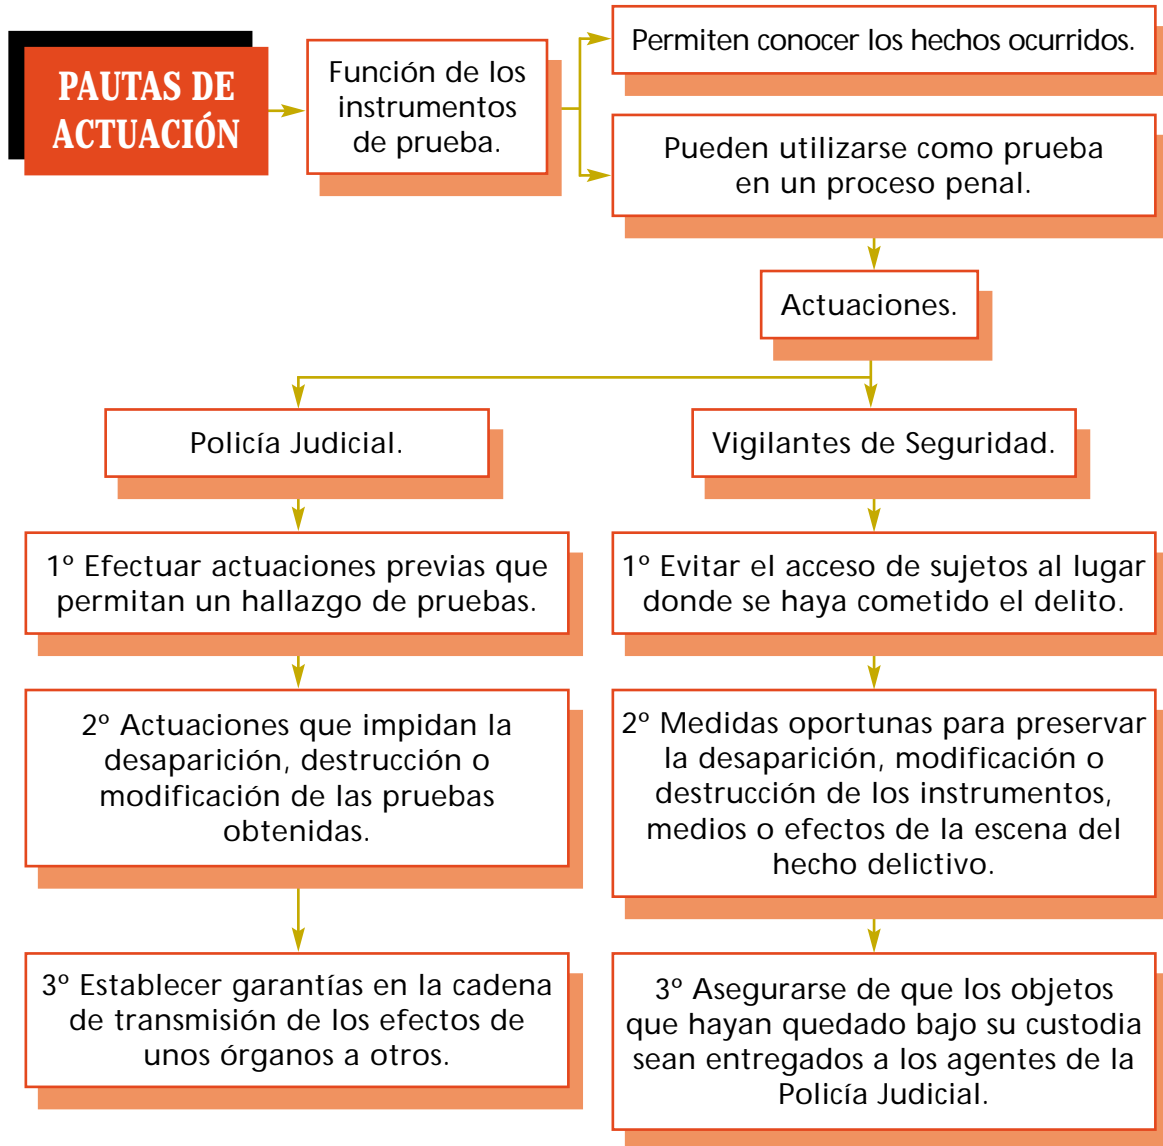 PAUTAS DE
ACTUACIÓN
Función de los
instrumentos
de prueba.
Permiten conocer los hechos ocurridos.
Pueden utilizarse como prueba
en un proceso penal.
Actuaciones.
Policía Judicial.
1º Efectuar actuaciones previas que
permitan un hallazgo de pruebas.
2º Actuaciones que impidan la
desaparición, destrucción o
modificación de las pruebas
obtenidas.
3º Establecer garantías en la cadena
de transmisión de los efectos de
unos órganos a otros.
Vigilantes de Seguridad.
1º Evitar el acceso de sujetos al lugar
donde se haya cometido el delito.
2º Medidas oportunas para preservar
la desaparición, modificación o
destrucción de los instrumentos,
medios o efectos de la escena del
hecho delictivo.
3º Asegurarse de que los objetos
que hayan quedado bajo su custodia
sean entregados a los agentes de la
Policía Judicial.